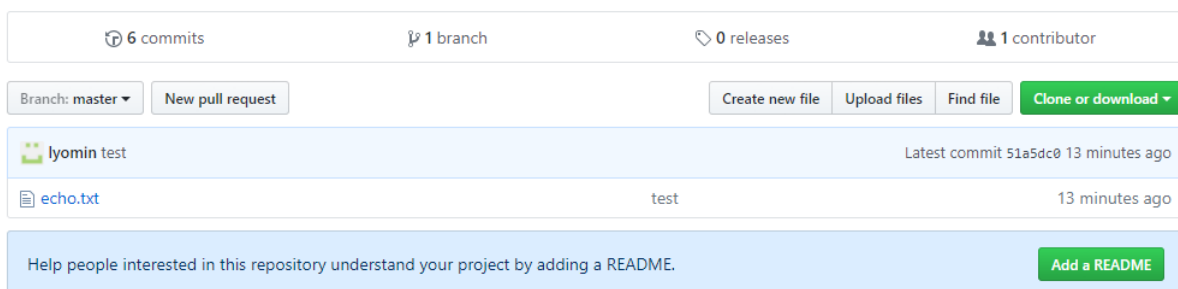 6 commits 1 branch 0 releases 1 contributor
Branch: master New pull request Create new file Upload files Find file Clone or download
lyomin test Latest commit 51a5dc0 13 minutes ago
echo.txt test 13 minutes ago
Help people interested in this repository understand your project by adding a README. Add a README